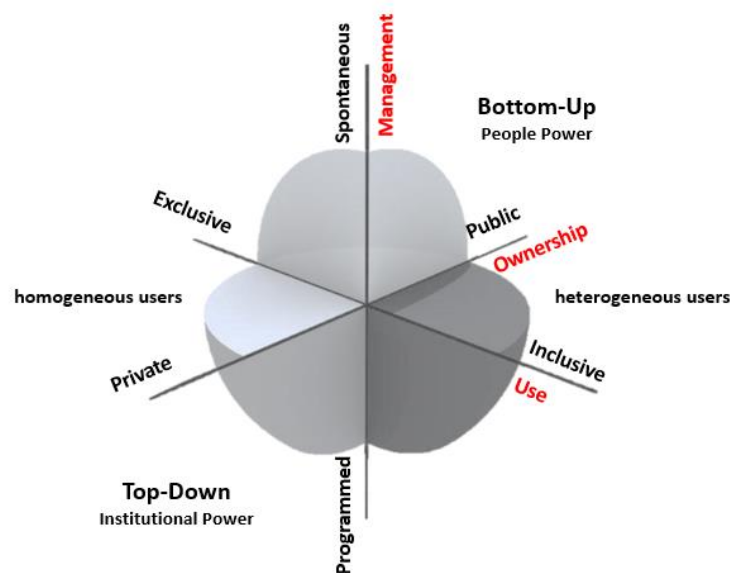 Spontaneous
Management
Bottom-Up
People Power
Exclusive
Public
Ownership
homogeneous users
heterogeneous users
Private
Inclusive
Use
Top-Down
Institutional Power
Programmed